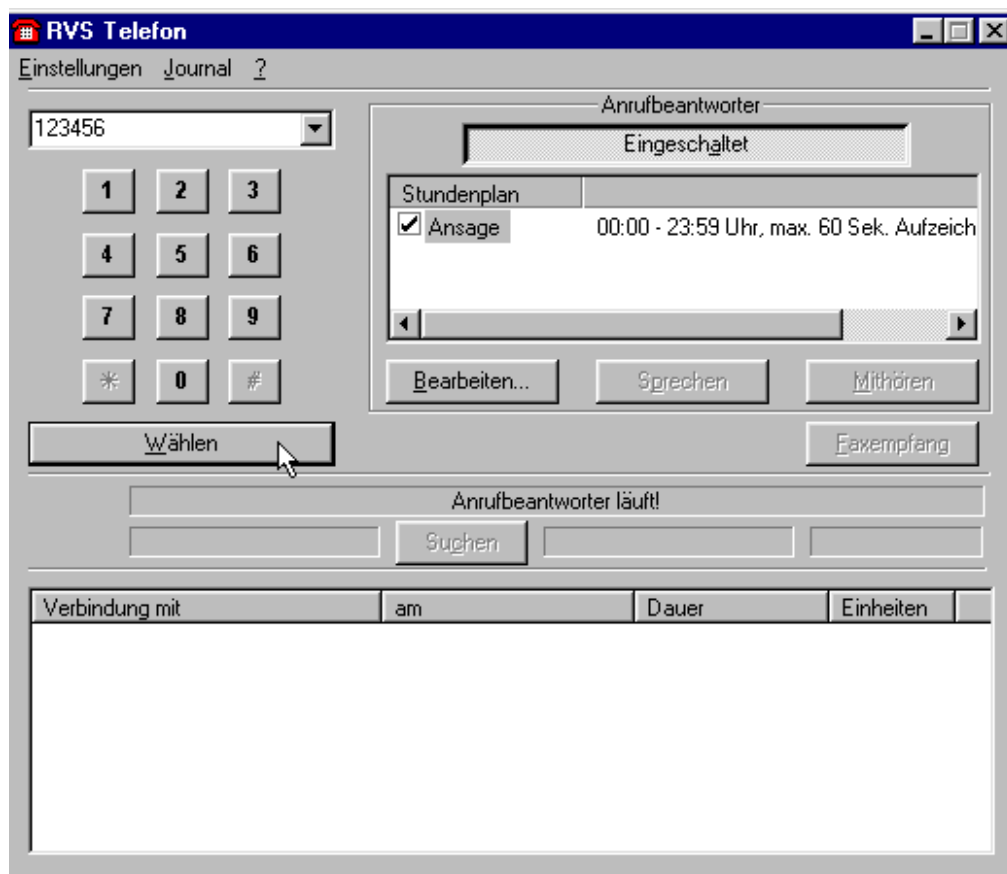 RVS Telefon
Einstellungen Journal ?
123456
1 2 3
4 5 6
7 8 9
* 0 #
Wählen
Anrufbeantworter
Eingeschaltet
Stundenplan
Ansage 00:00 - 23:59 Uhr, max. 60 Sek. Aufzeich
Bearbeiten... Sprechen Mithören
Faxempfang
Anrufbeantworter läuft!
Suchen
Verbindung mit am Dauer Einheiten